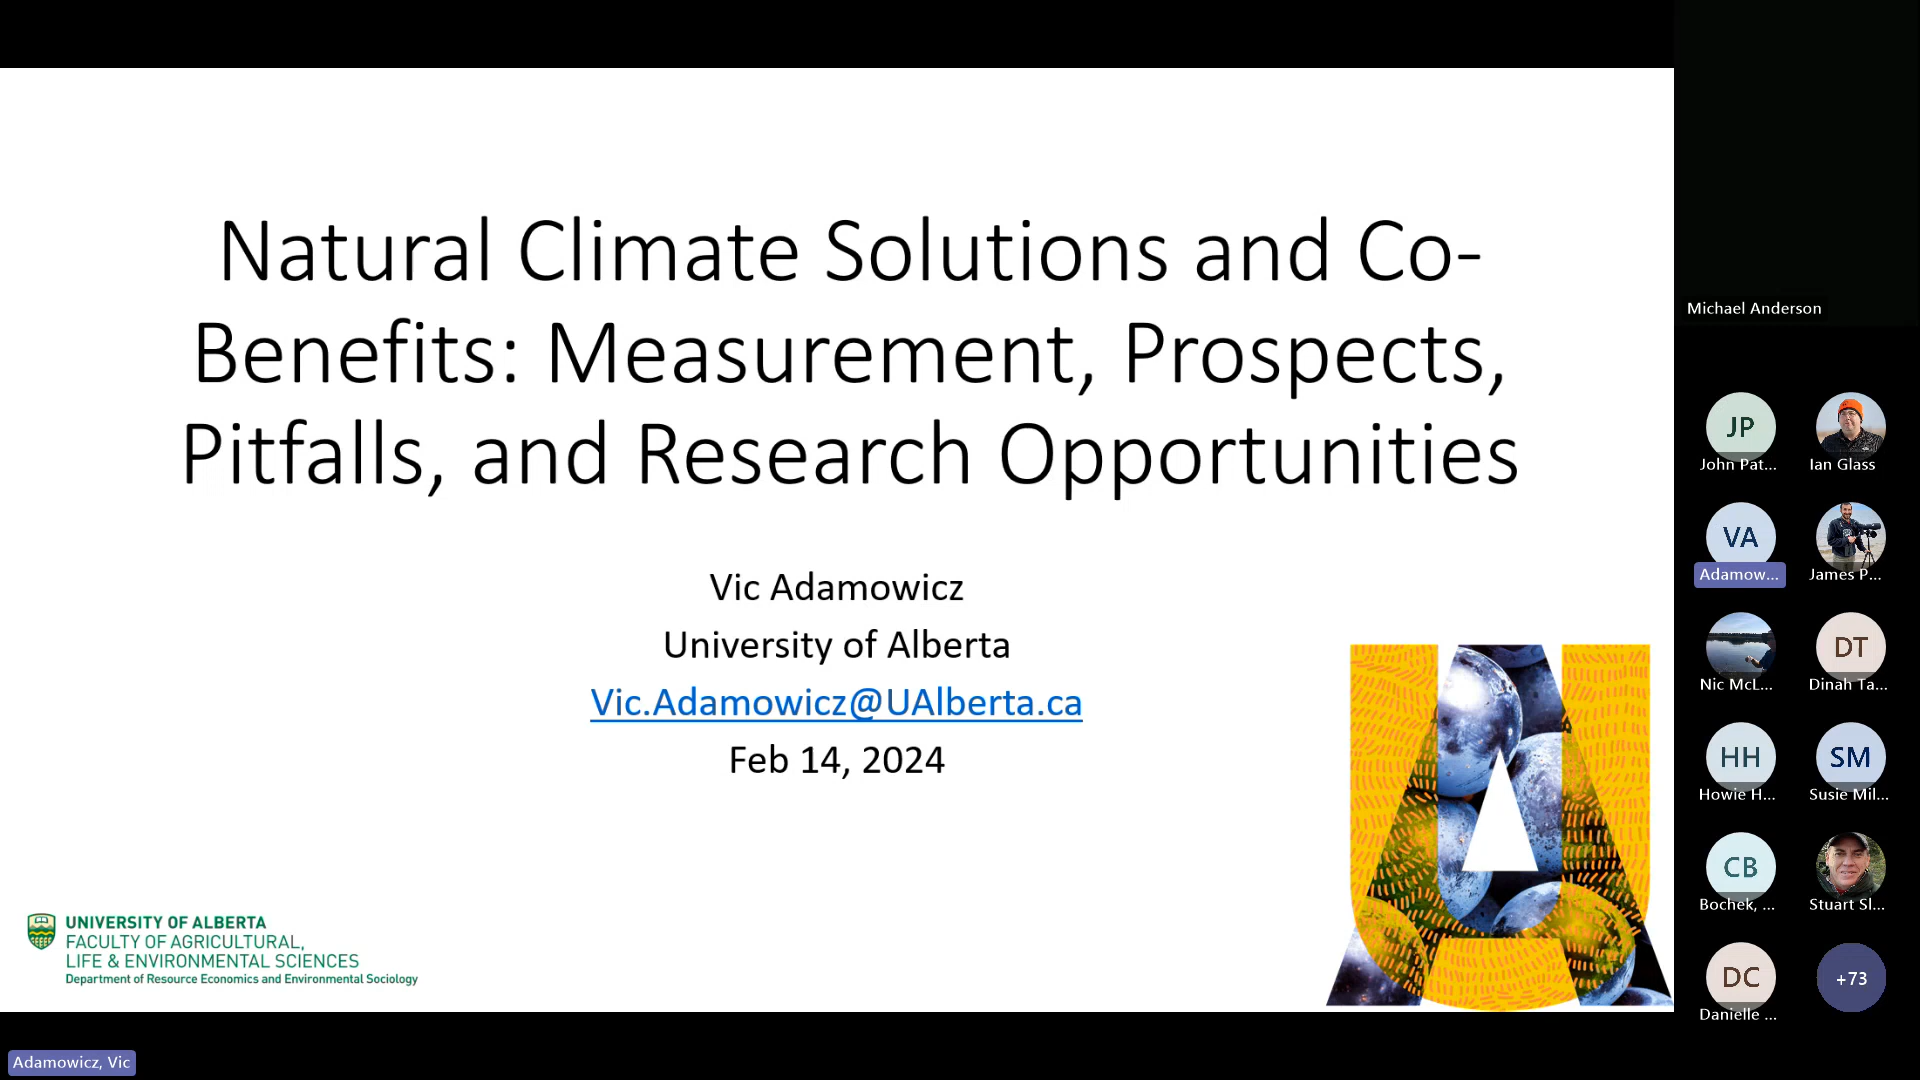 Natural Climate Solutions and Co-
Benefits: Measurement, Prospects,
Pitfalls, and Research Opportunities
Vic Adamowicz
University of Alberta
Vic.Adamowicz@UAlberta.ca
Feb 14, 2024
UNIVERSITY OF ALBERTA
FACULTY OF AGRICULTURAL,
LIFE & ENVIRONMENTAL SCIENCES
Department of Resource Economics and Environmental Sociology
Adamowicz, Vic
Michael Anderson
JP
John Pat...
Ian Glass
VA
Adamow...
James P...
Nic McL...
DT
Dinah Ta...
HH
Howie H...
SM
Susie Mil...
CB
Bochek, ...
Stuart Sl...
DC
Danielle ...
+73